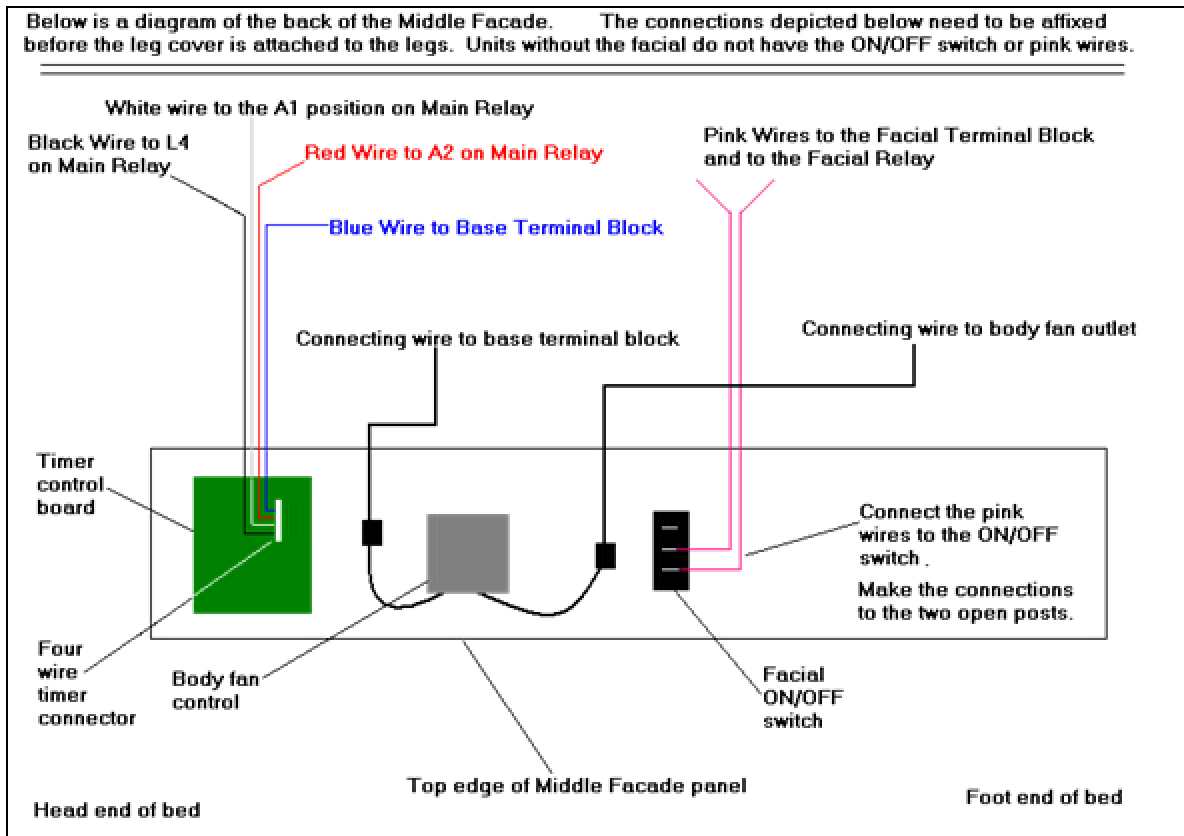 Below is a diagram of the back of the Middle Facade. The connections depicted below need to be affixed
before the leg cover is attached to the legs. Units without the facial do not have the ON/OFF switch or pink wires.
White wire to the A1 position on Main Relay
Black Wire to L4
on Main Relay
Red Wire to A2 on Main Relay
Pink Wires to the Facial Terminal Block
and to the Facial Relay
Blue Wire to Base Terminal Block
Connecting wire to base terminal block
Connecting wire to body fan outlet
Timer
control
board
Connect the pink
wires to the ON/OFF
switch .
Make the connections
to the two open posts.
Four
wire
timer
connector
Body fan
control
Facial
ON/OFF
switch
Top edge of Middle Facade panel
Head end of bed
Foot end of bed